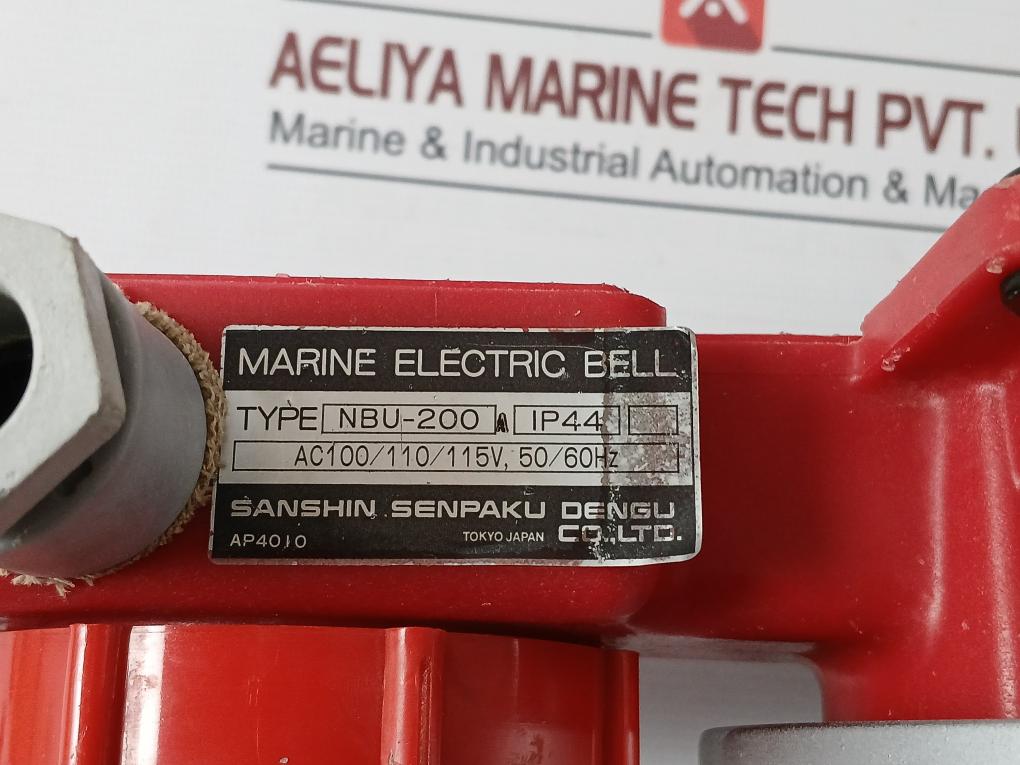 AELIYA MARINE TECH PVT.
Marine & Industrial Automation & Ma
MARINE ELECTRIC BELL
TYPE NBU-200 A IP44
AC100/110/115V, 50/60Hz
SANSHIN SENPAKU DENGU
AP4010 TOKYO JAPAN CO.,LTD.